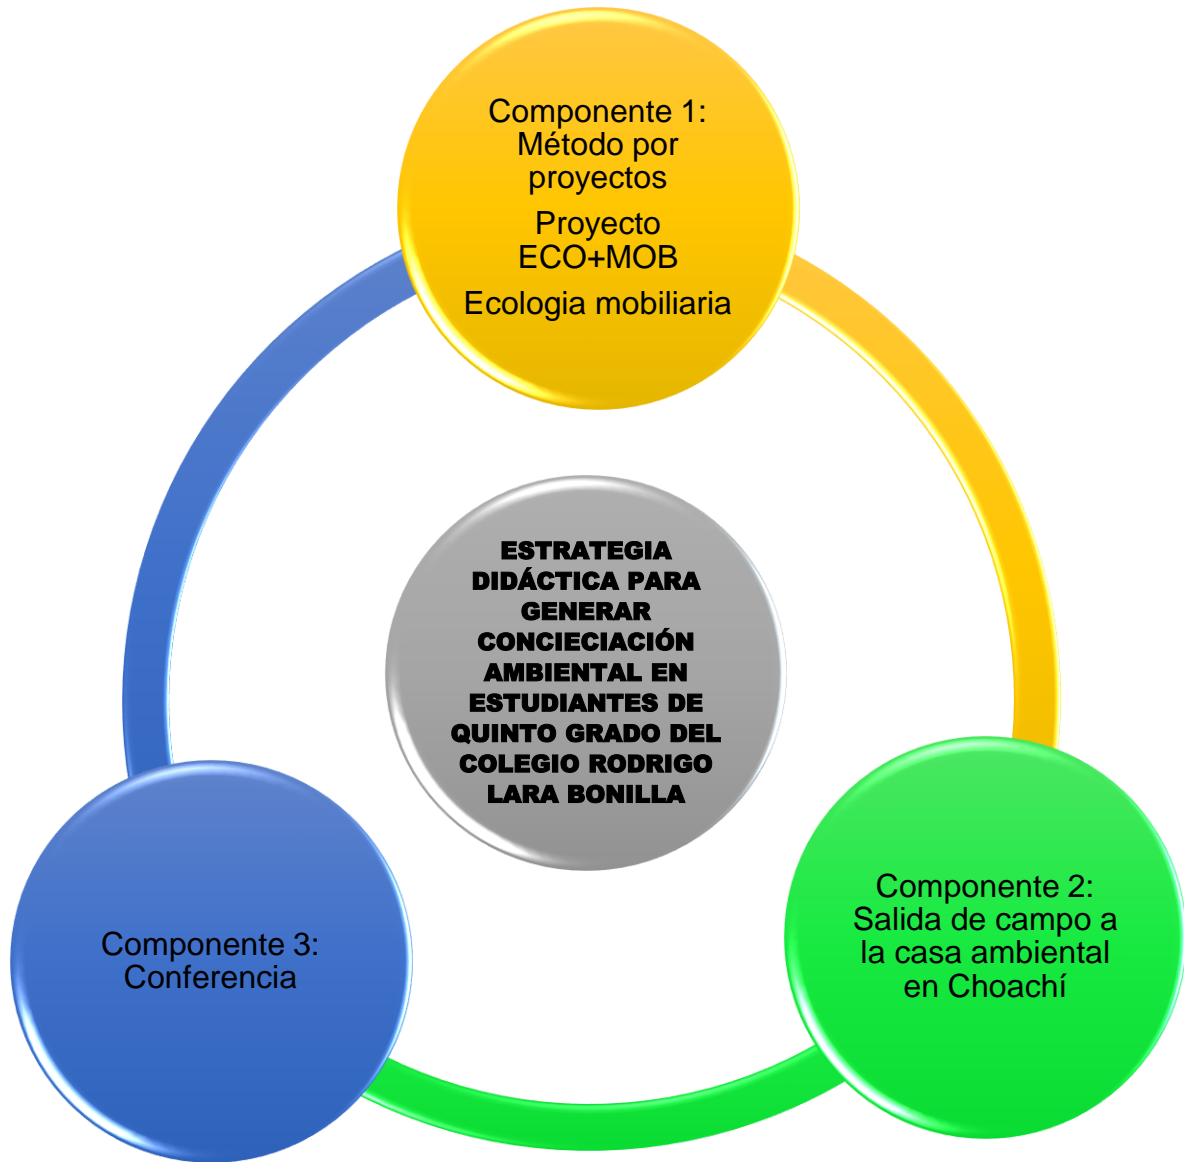 Componente 1:
Método por
proyectos
Proyecto
ECO+MOB
Ecologia mobiliaria
ESTRATEGIA
DIDÁCTICA PARA
GENERAR
CONCIECIACIÓN
AMBIENTAL EN
ESTUDIANTES DE
QUINTO GRADO DEL
COLEGIO RODRIGO
LARA BONILLA
Componente 2:
Salida de campo a
la casa ambiental
en Choachí
Componente 3:
Conferencia